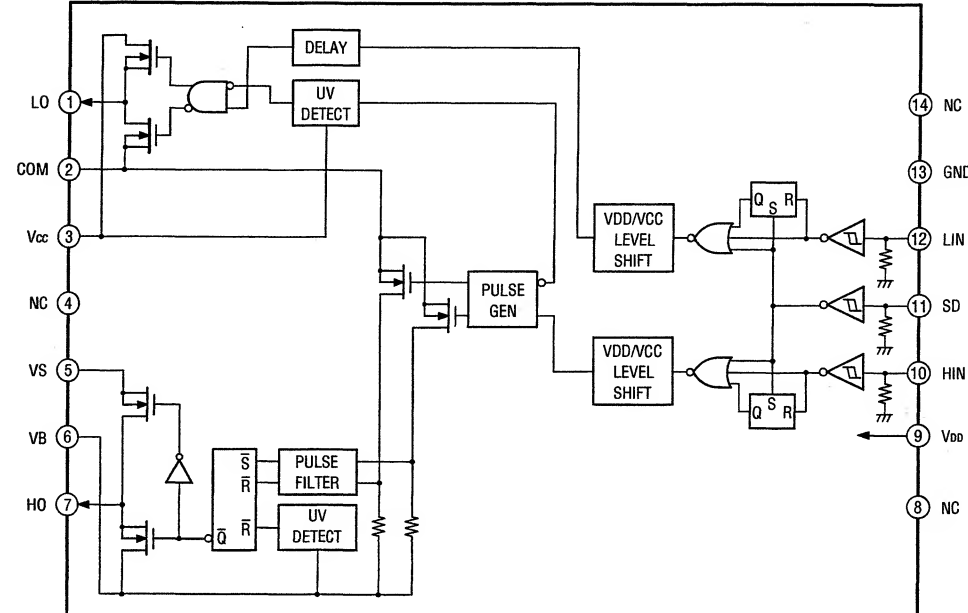 DELAY
UV
DETECT
LO 1
COM 2
Vcc 3
NC 4
VS 5
VB 6
HO 7
14 NC
13 GND
12 LIN
11 SD
10 HIN
9 VDD
8 NC
Q S R
VDD/VCC
LEVEL
SHIFT
PULSE
GEN
VDD/VCC
LEVEL
SHIFT
Q S R
S̅ R̅ R̅ Q̅
PULSE
FILTER
UV
DETECT